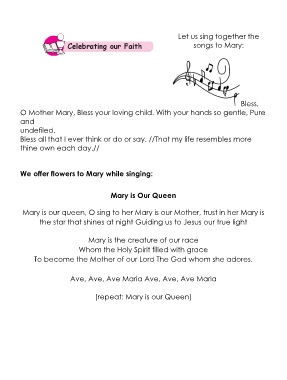 Let us sing together the
songs to Mary:
Celebrating our Faith
Bless,
O Mother Mary, Bless your loving child. With your hands so gentle, Pure
and
undefiled.
Bless all that I ever think or do or say. //That my life resembles more
thine own each day.//
We offer flowers to Mary while singing:
Mary is Our Queen
Mary is our queen, O sing to her Mary is our Mother, trust in her Mary is
the star that shines at night Guiding us to Jesus our true light
Mary is the creature of our race
Whom the Holy Spirit filled with grace
To become the Mother of our Lord The God whom she adores.
Ave, Ave, Ave Maria Ave, Ave, Ave Maria
(repeat: Mary is our Queen)